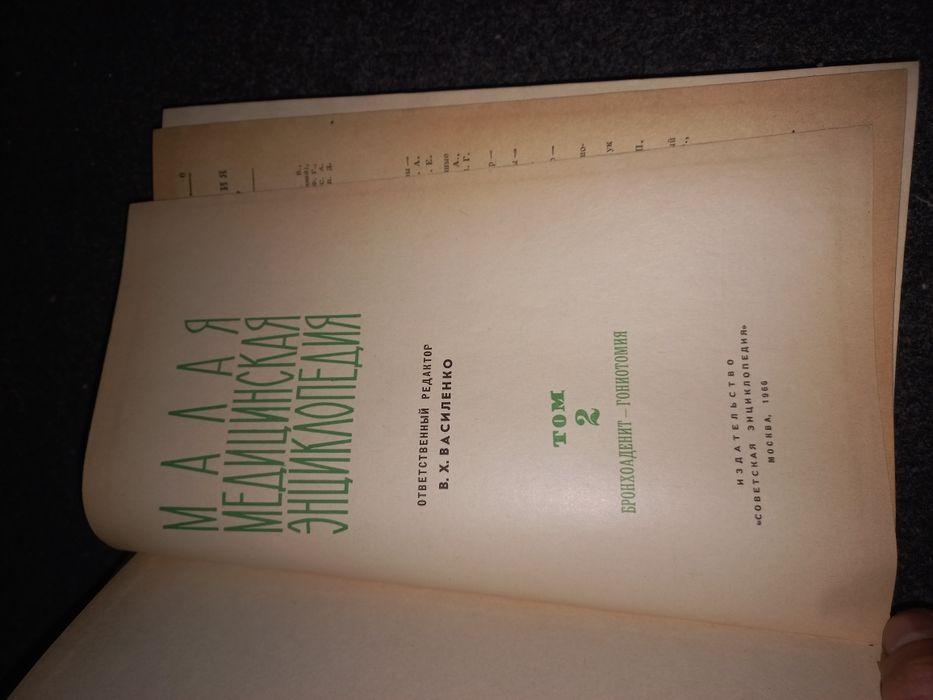 МАЛАЯ
МЕДИЦИНСКАЯ
ЭНЦИКЛОПЕДИЯ
ОТВЕТСТВЕННЫЙ РЕДАКТОР
В. Х. ВАСИЛЕНКО
ТОМ
2
БРОНХОАДЕНИТ – ГОНИОТОМИЯ
ИЗДАТЕЛЬСТВО
«СОВЕТСКАЯ ЭНЦИКЛОПЕДИЯ»
МОСКВА, 1966